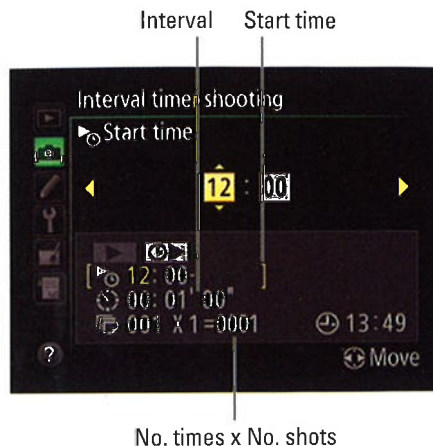 Interval Start time
Interval timer shooting
Start time
12 : 00
12: 00
00: 01' 00"
001 X 1 =0001 13:49
? Move
No. times x No. shots